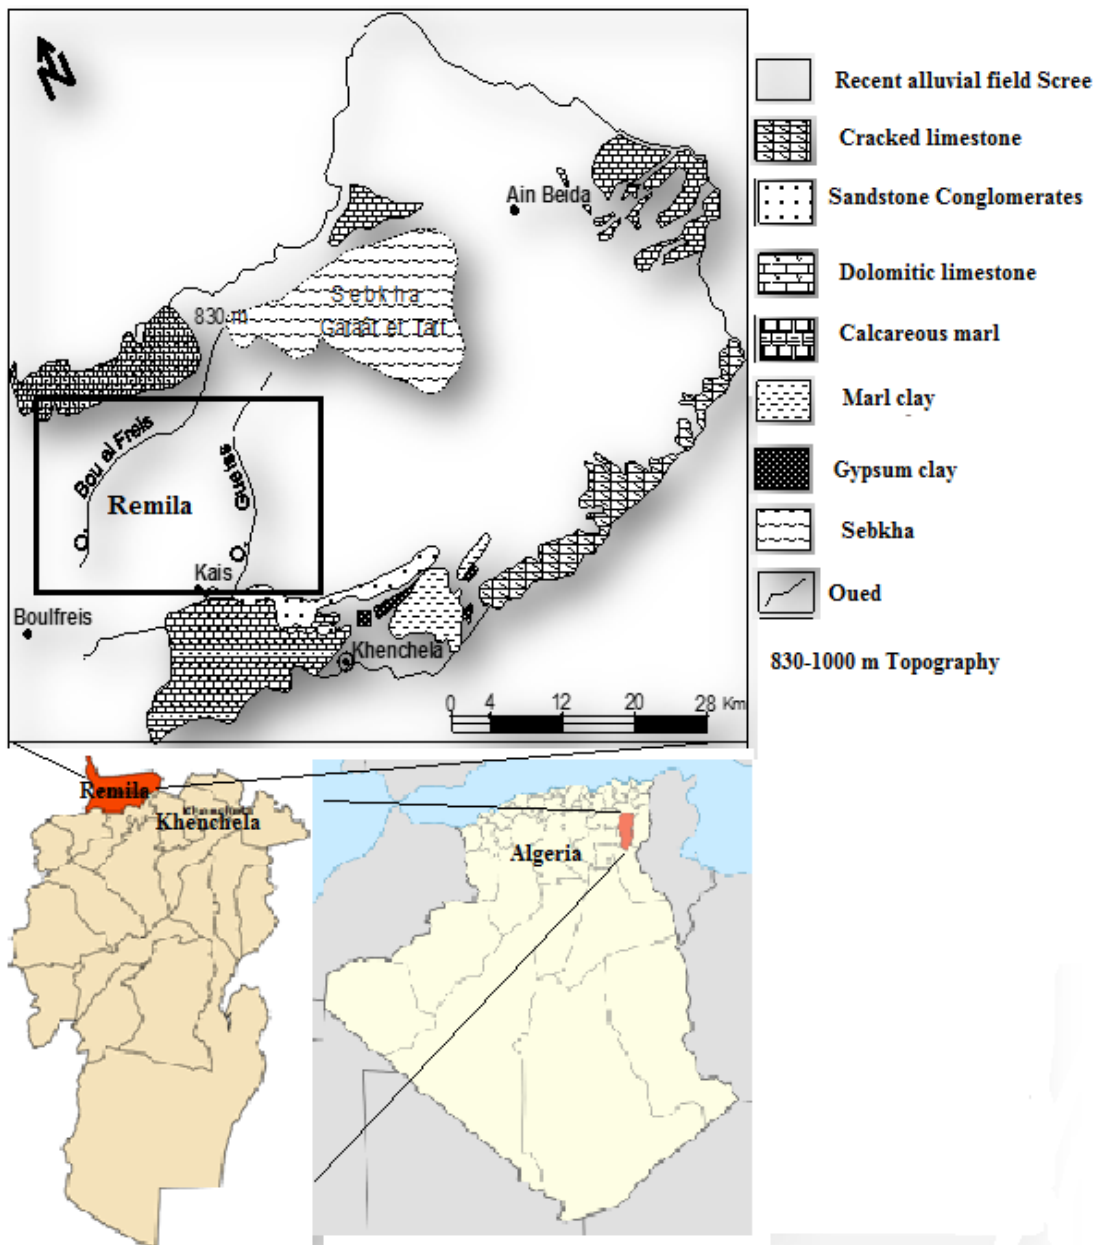 N
Ain Beida
Sebkha
Garaât et Tarf
830 m
Bou el Freis
Gueiss
Remila
O.
O.
Kais
Boulfreis
Khenchela
0 4 12 20 28 Km
Recent alluvial field Scree
Cracked limestone
Sandstone Conglomerates
Dolomitic limestone
Calcareous marl
Marl clay
Gypsum clay
Sebkha
Oued
830-1000 m Topography
Remila
Khenchela
Algeria